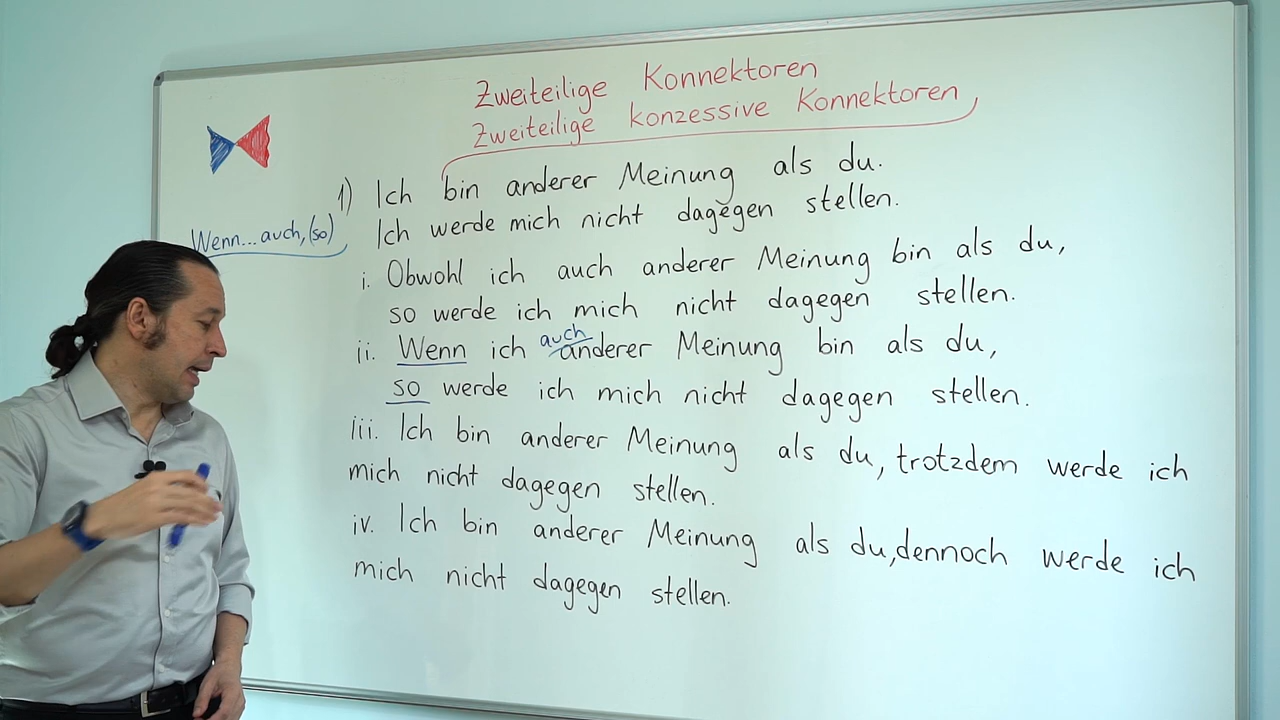 Zweiteilige Konnektoren
Zweiteilige konzessive Konnektoren
Wenn...auch,(so)
1) Ich bin anderer Meinung als du.
Ich werde mich nicht dagegen stellen.
i. Obwohl ich auch anderer Meinung bin als du,
so werde ich mich nicht dagegen stellen.
ii. Wenn ich auch anderer Meinung bin als du,
so werde ich mich nicht dagegen stellen.
iii. Ich bin anderer Meinung als du, trotzdem werde ich
mich nicht dagegen stellen.
iv. Ich bin anderer Meinung als du, dennoch werde ich
mich nicht dagegen stellen.